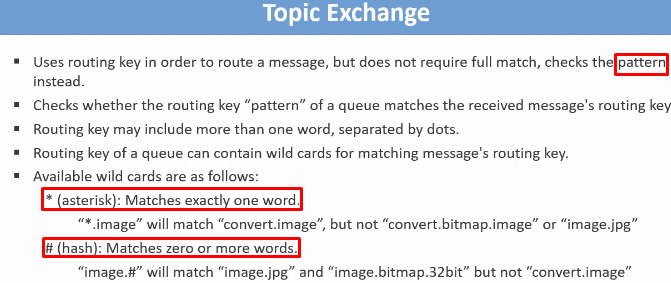 Topic Exchange
▪ Uses routing key in order to route a message, but does not require full match, checks the pattern
instead.
▪ Checks whether the routing key “pattern” of a queue matches the received message's routing key
▪ Routing key may include more than one word, separated by dots.
▪ Routing key of a queue can contain wild cards for matching message's routing key.
▪ Available wild cards are as follows:
* (asterisk): Matches exactly one word.
“*.image” will match “convert.image”, but not “convert.bitmap.image” or “image.jpg”
# (hash): Matches zero or more words.
“image.#” will match “image.jpg” and “image.bitmap.32bit” but not “convert.image”